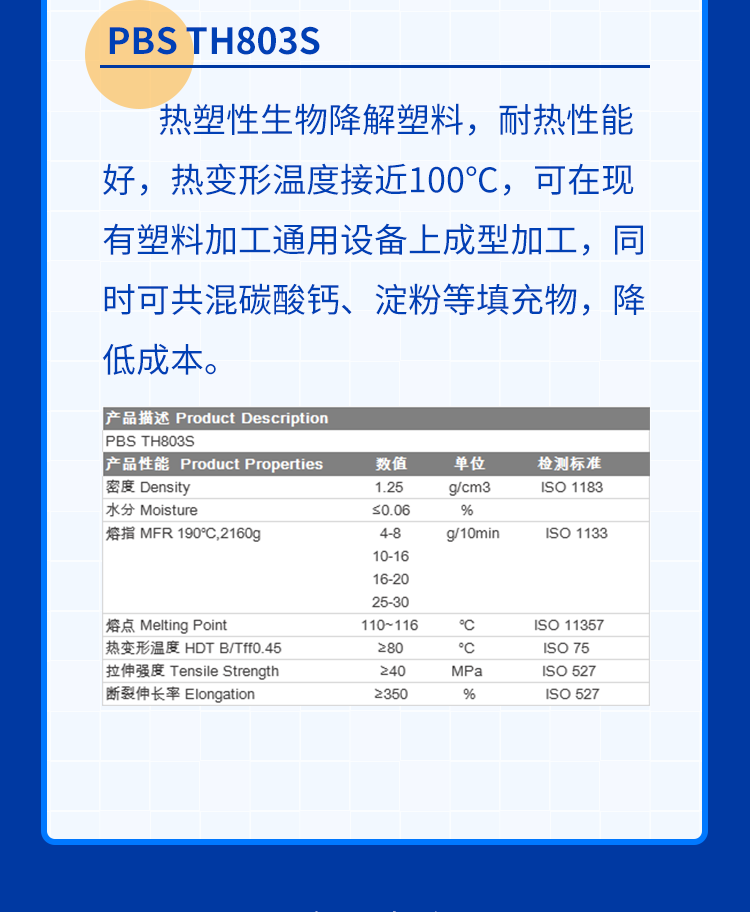 PBS TH803S
热塑性生物降解塑料，耐热性能
好，热变形温度接近100℃，可在现
有塑料加工通用设备上成型加工，同
时可共混碳酸钙、淀粉等填充物，降
低成本。
产品描述 Product Description
PBS TH803S
产品性能 Product Properties 数值 单位 检测标准
密度 Density 1.25 g/cm3 ISO 1183
水分 Moisture ≤0.06 %
熔指 MFR 190℃,2160g 4-8 g/10min ISO 1133
10-16
16-20
25-30
熔点 Melting Point 110~116 ℃ ISO 11357
热变形温度 HDT B/Tff0.45 ≥80 °C ISO 75
拉伸强度 Tensile Strength ≥40 MPa ISO 527
断裂伸长率 Elongation ≥350 % ISO 527